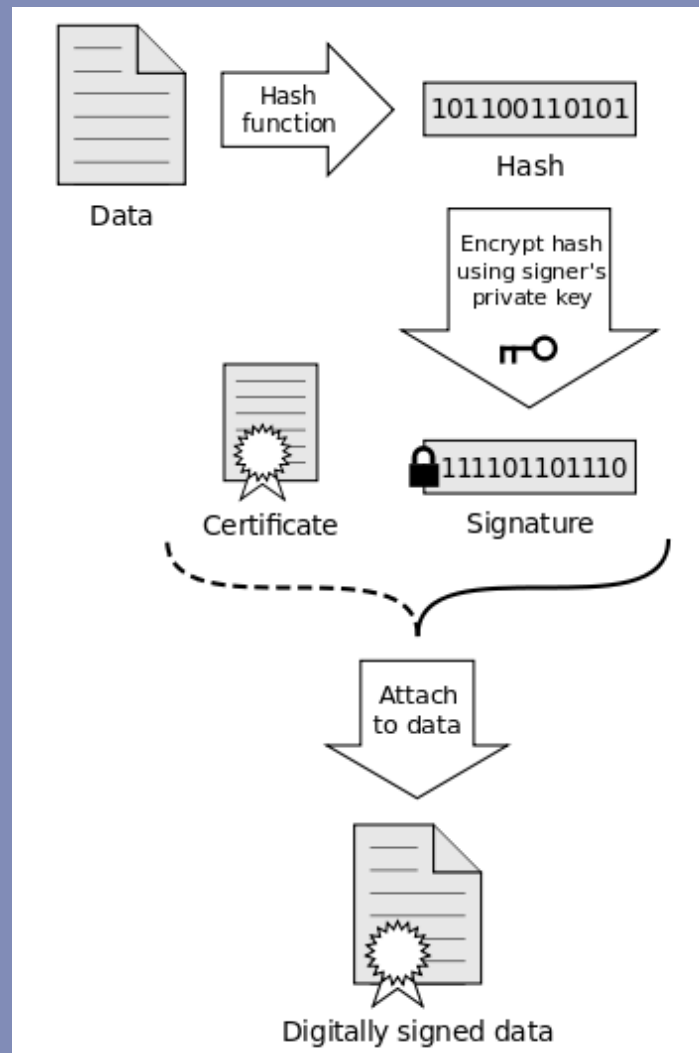 Hash
function
101100110101
Hash
Data
Encrypt hash
using signer's
private key
111101101110
Certificate
Signature
Attach
to data
Digitally signed data